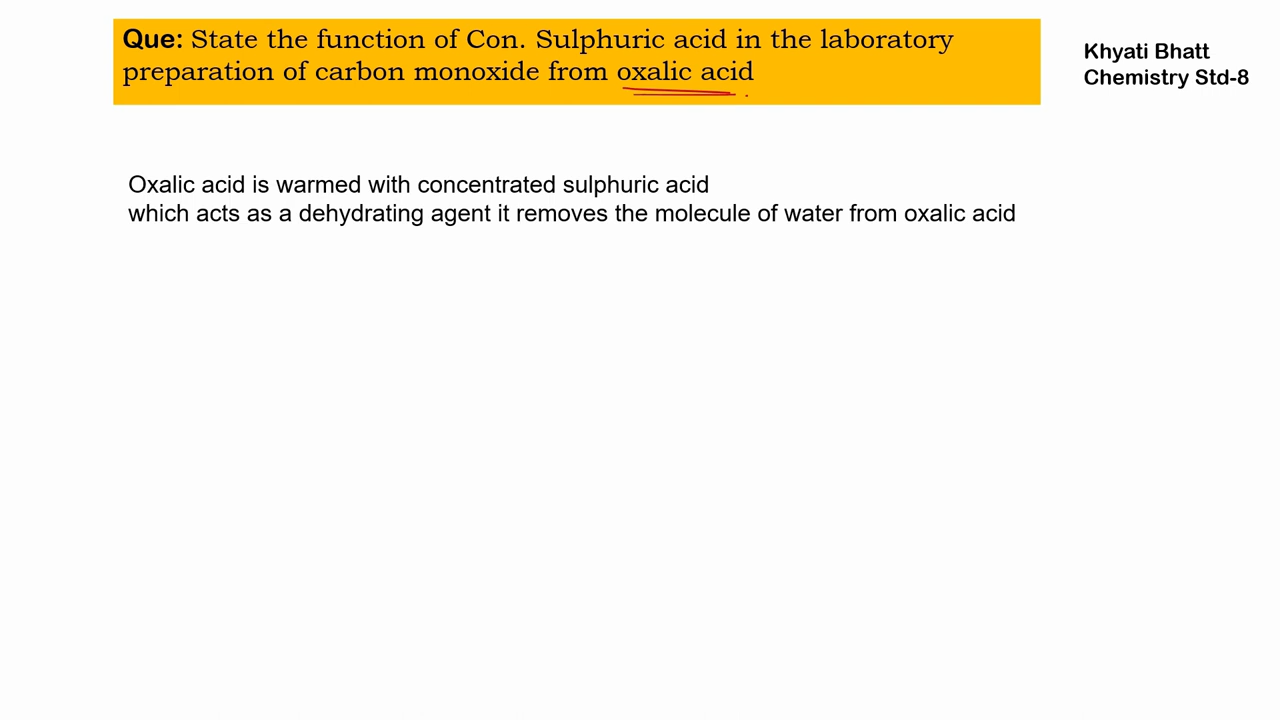 Que: State the function of Con. Sulphuric acid in the laboratory
preparation of carbon monoxide from oxalic acid
Khyati Bhatt
Chemistry Std-8
Oxalic acid is warmed with concentrated sulphuric acid
which acts as a dehydrating agent it removes the molecule of water from oxalic acid